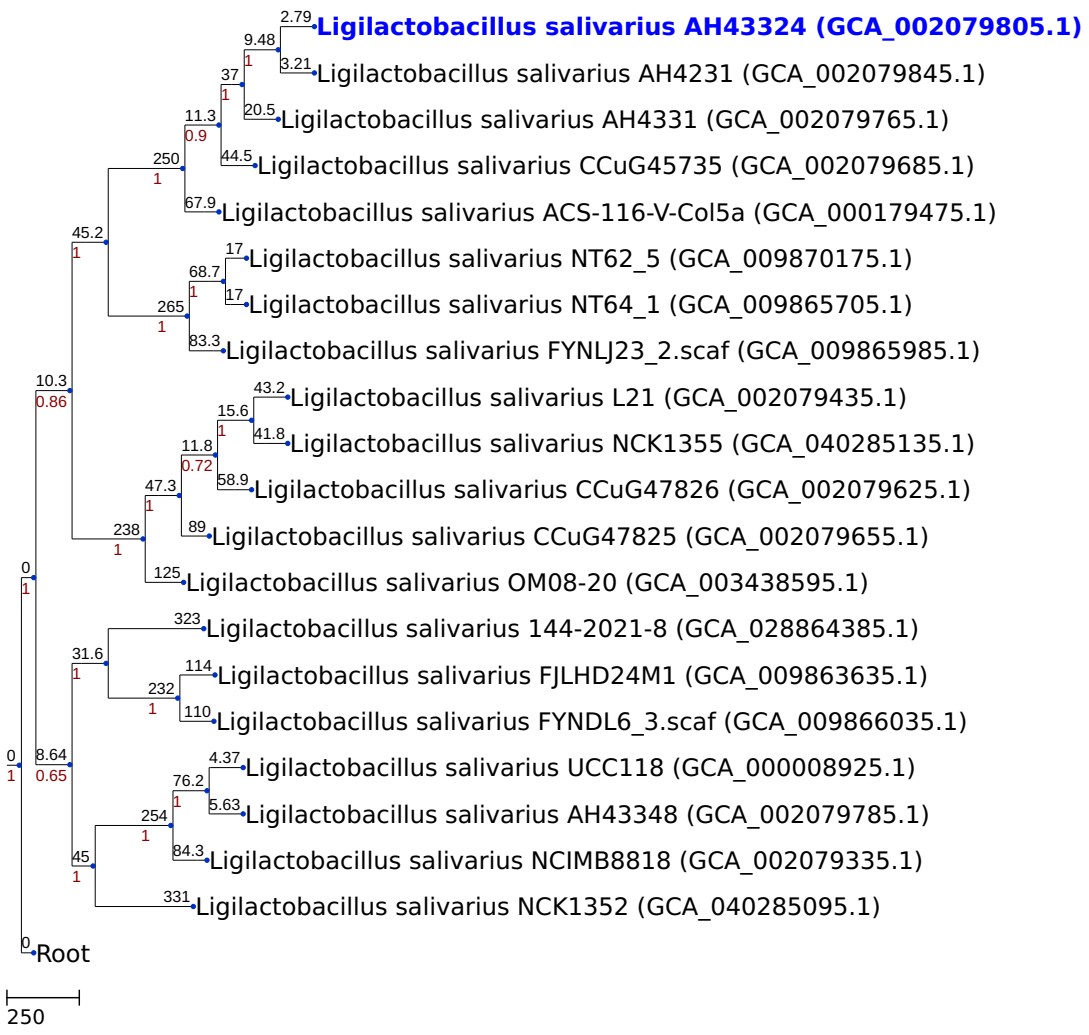 2.79
Ligilactobacillus salivarius AH43324 (GCA_002079805.1)
9.48
1
3.21
Ligilactobacillus salivarius AH4231 (GCA_002079845.1)
37
1
20.5
Ligilactobacillus salivarius AH4331 (GCA_002079765.1)
11.3
0.9
44.5
Ligilactobacillus salivarius CCuG45735 (GCA_002079685.1)
250
1
67.9
Ligilactobacillus salivarius ACS-116-V-Col5a (GCA_000179475.1)
45.2
1
17
Ligilactobacillus salivarius NT62_5 (GCA_009870175.1)
68.7
1
17
Ligilactobacillus salivarius NT64_1 (GCA_009865705.1)
265
1
83.3
Ligilactobacillus salivarius FYNLJ23_2.scaf (GCA_009865985.1)
10.3
0.86
43.2
Ligilactobacillus salivarius L21 (GCA_002079435.1)
15.6
1
41.8
Ligilactobacillus salivarius NCK1355 (GCA_040285135.1)
11.8
0.72
58.9
Ligilactobacillus salivarius CCuG47826 (GCA_002079625.1)
47.3
1
89
Ligilactobacillus salivarius CCuG47825 (GCA_002079655.1)
238
1
125
Ligilactobacillus salivarius OM08-20 (GCA_003438595.1)
0
1
323
Ligilactobacillus salivarius 144-2021-8 (GCA_028864385.1)
31.6
1
114
Ligilactobacillus salivarius FJLHD24M1 (GCA_009863635.1)
232
1
110
Ligilactobacillus salivarius FYNDL6_3.scaf (GCA_009866035.1)
0
1
8.64
0.65
4.37
Ligilactobacillus salivarius UCC118 (GCA_000008925.1)
76.2
1
5.63
Ligilactobacillus salivarius AH43348 (GCA_002079785.1)
254
1
84.3
Ligilactobacillus salivarius NCIMB8818 (GCA_002079335.1)
45
1
331
Ligilactobacillus salivarius NCK1352 (GCA_040285095.1)
0
Root
250